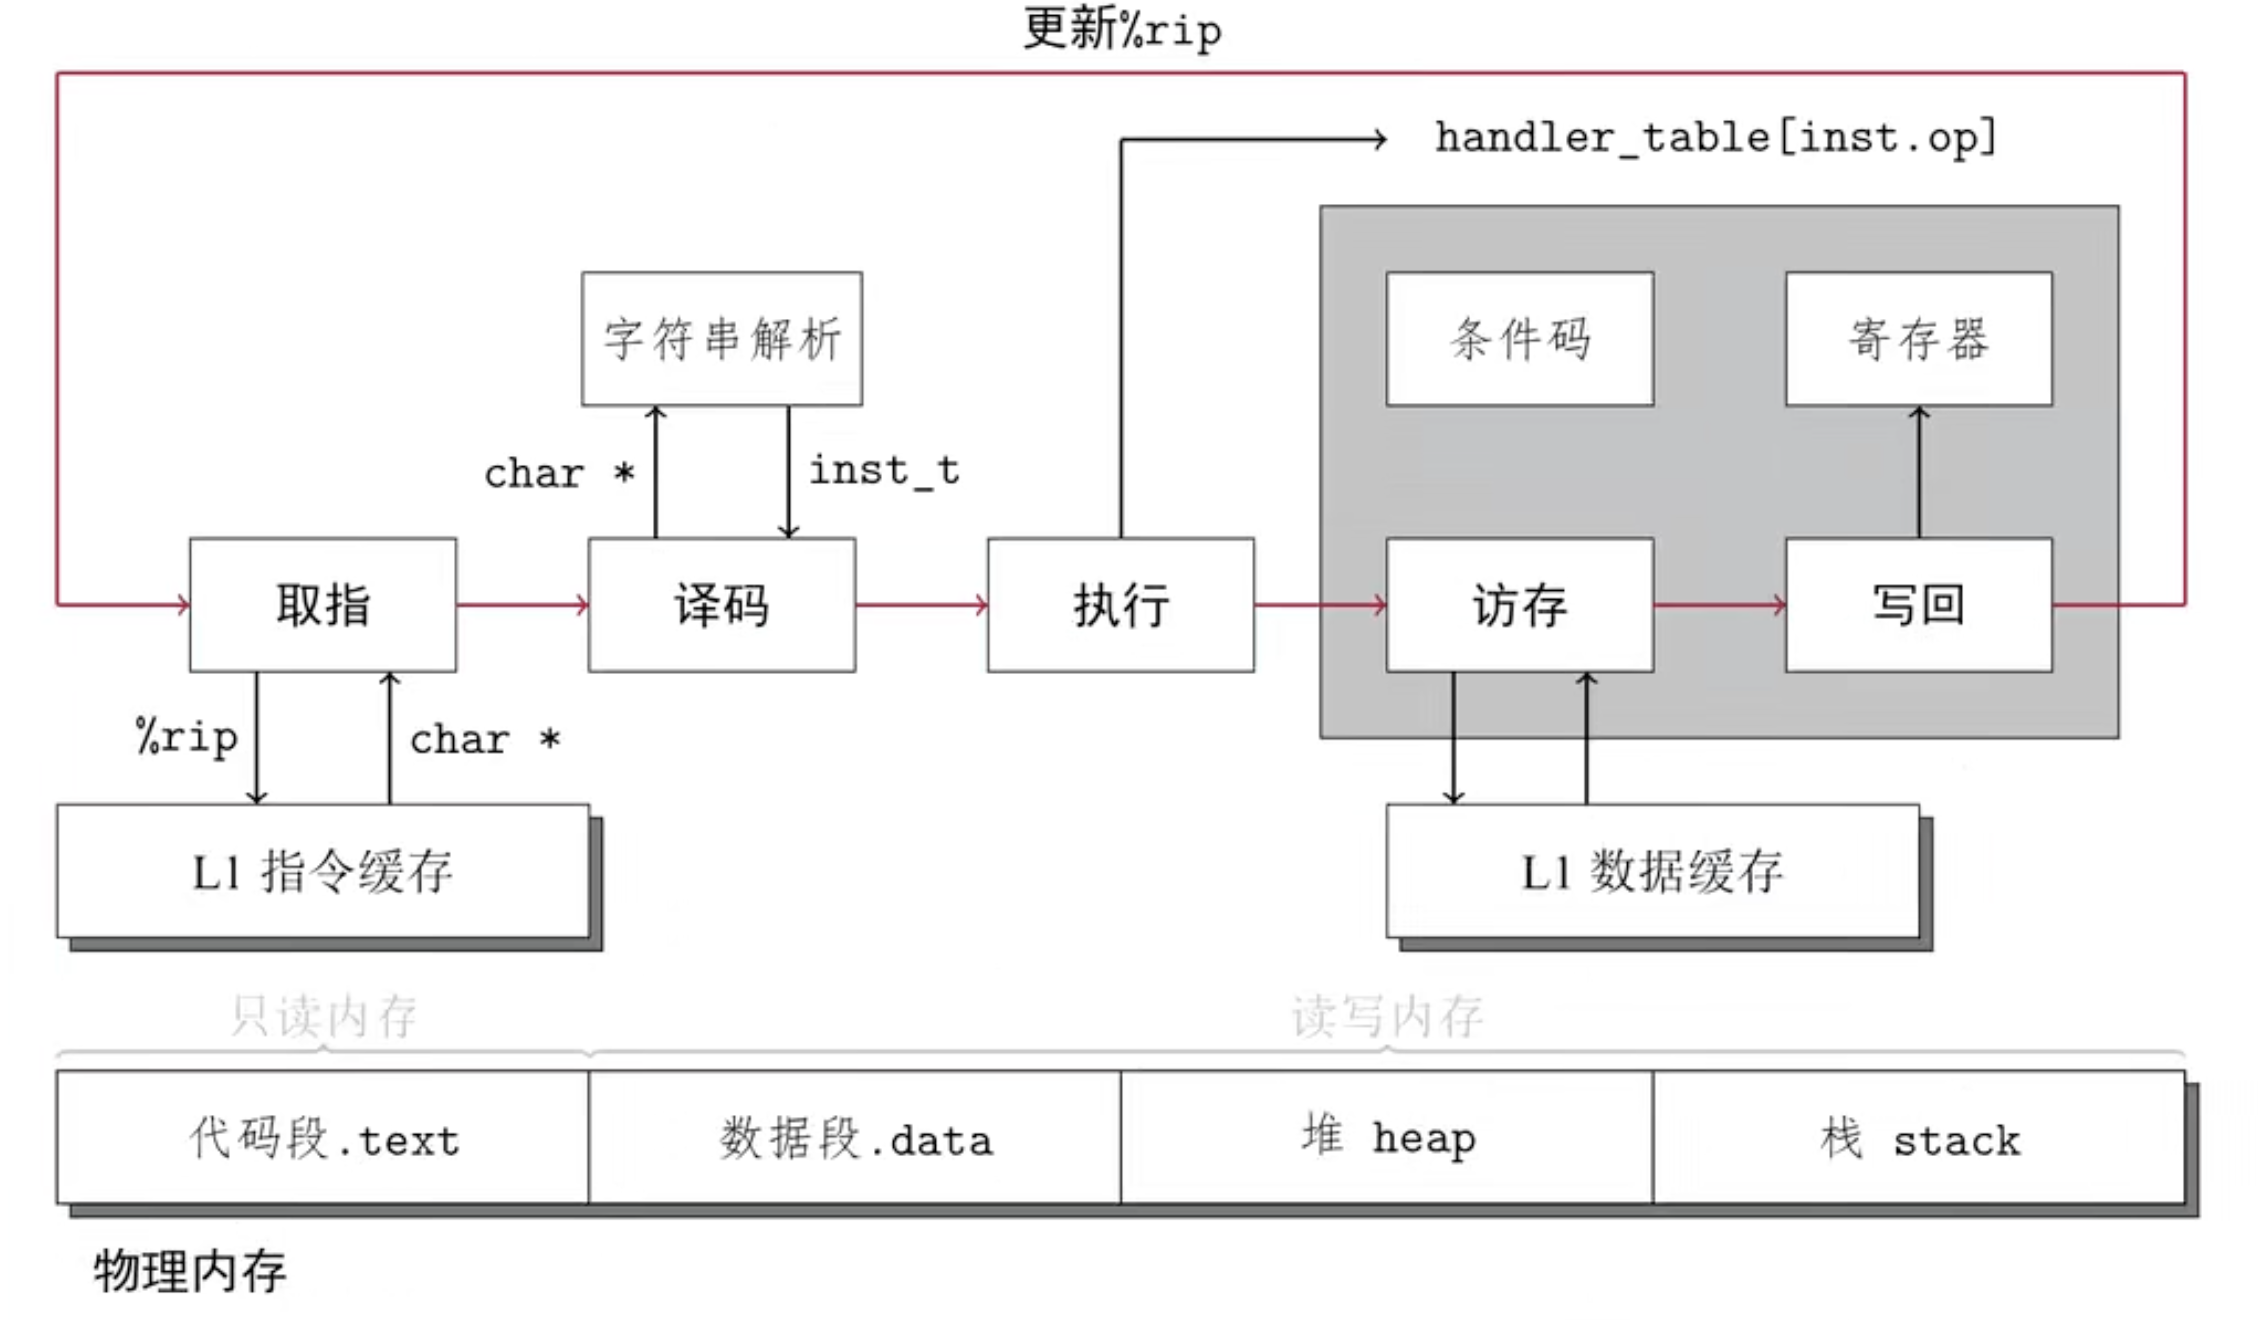 更新%rip
handler_table[inst.op]
字符串解析
条件码
寄存器
char *
inst_t
取指
译码
执行
访存
写回
%rip
char *
L1 指令缓存
L1 数据缓存
只读内存
读写内存
代码段.text
数据段.data
堆 heap
栈 stack
物理内存